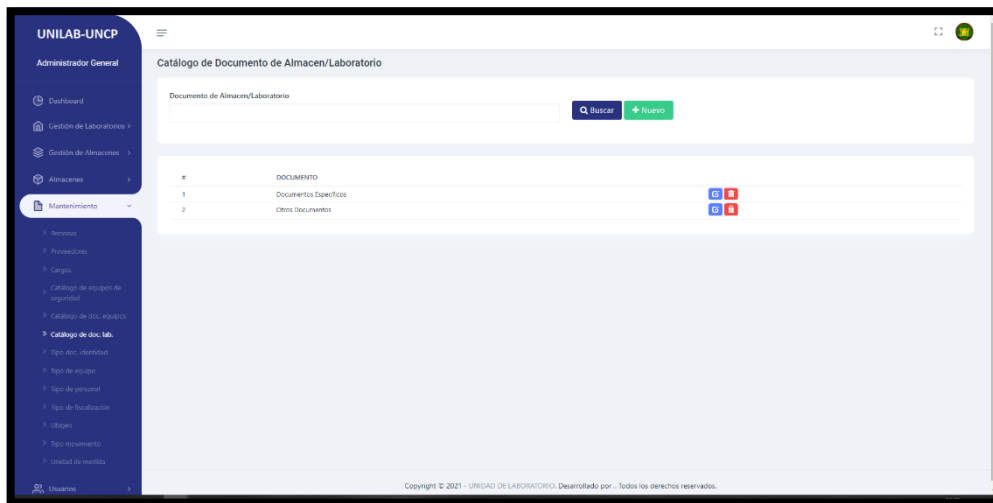 UNILAB-UNCP
Administrador General
Dashboard
Gestión de Laboratorios >
Gestión de Almacenes >
Almacenes >
Mantenimiento
Personas
Proveedores
Cargos
Catálogo de equipos de
seguridad
Catálogo de doc. equipos
Catálogo de doc. lab.
Tipo doc. identidad
Tipo de equipo
Tipo de personal
Tipo de fiscalización
Ubigeo
Tipo movimiento
Unidad de medida
Usuarios >
Catálogo de Documento de Almacen/Laboratorio
Documento de Almacen/Laboratorio
Buscar
+ Nuevo
# DOCUMENTO
1 Documentos Específicos
2 Otros Documentos
Copyright © 2021 - UNIDAD DE LABORATORIO. Desarrollado por .. Todos los derechos reservados.